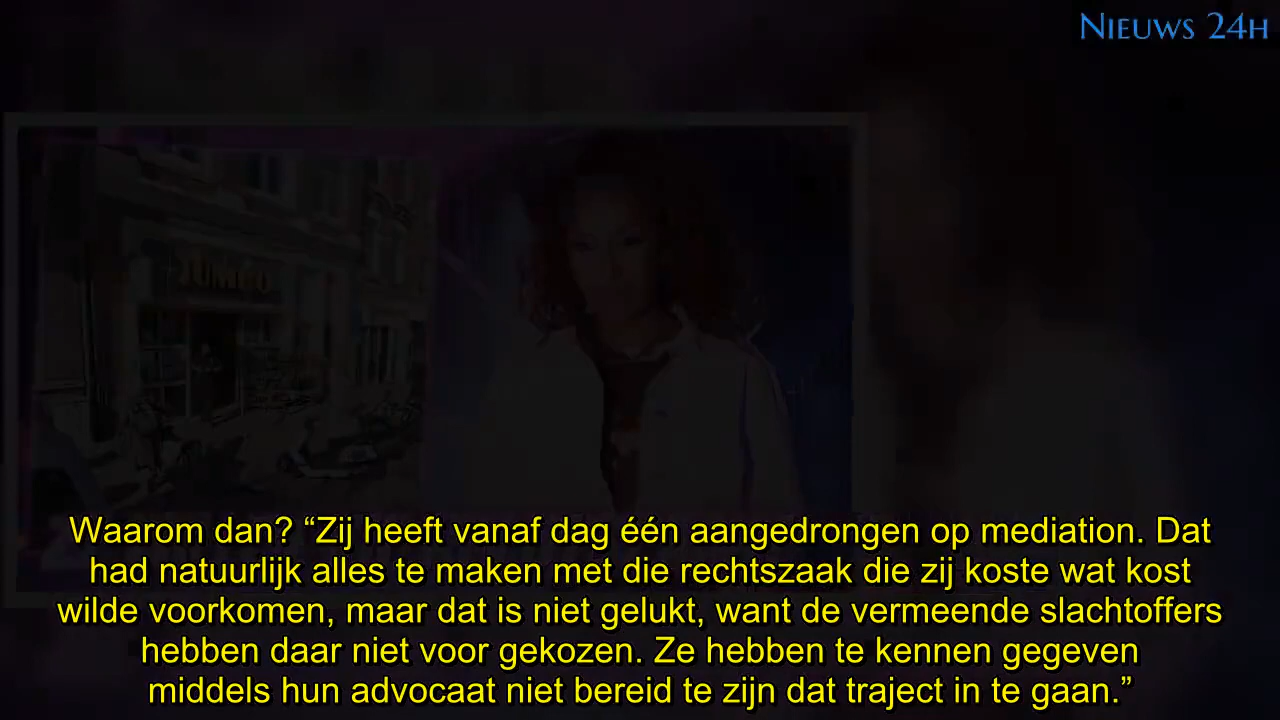 NIEUWS 24H
JUMBO
Waarom dan? “Zij heeft vanaf dag één aangedrongen op mediation. Dat
had natuurlijk alles te maken met die rechtszaak die zij koste wat kost
wilde voorkomen, maar dat is niet gelukt, want de vermeende slachtoffers
hebben daar niet voor gekozen. Ze hebben te kennen gegeven
middels hun advocaat niet bereid te zijn dat traject in te gaan.”